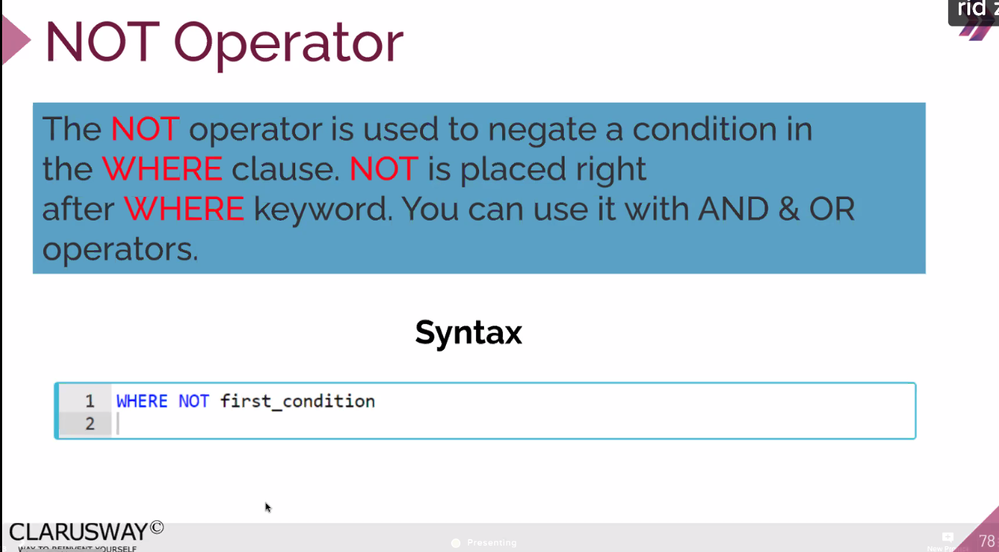 rid
NOT Operator
The NOT operator is used to negate a condition in
the WHERE clause. NOT is placed right
after WHERE keyword. You can use it with AND & OR
operators.
Syntax
1 WHERE NOT first_condition
2
CLARUSWAY©
WAY TO REINVENT YOURSELF
Presenting
78